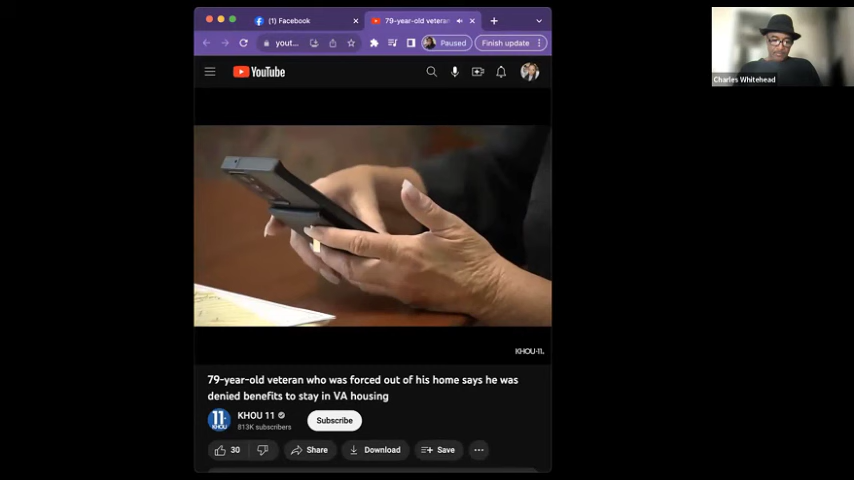 (1) Facebook
79-year-old veteran
yout...
Paused
Finish update
YouTube
KHOU·11.
79-year-old veteran who was forced out of his home says he was
denied benefits to stay in VA housing
11
KHOU
KHOU 11
813K subscribers
Subscribe
30
Share
Download
Save
Charles Whitehead